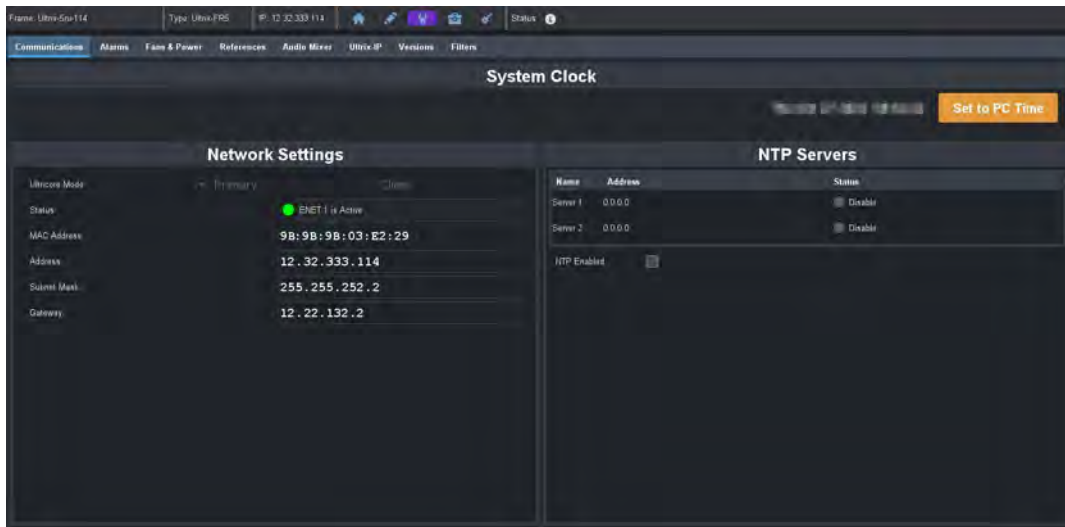 Frame: Ultrix-Sn#114 Type: Ultrix-FR5 IP: 12.32.333.114 Status
Communications Alarms Fans & Power References Audio Mixer Ultrix-IP Versions Filters
System Clock
Set to PC Time
Network Settings
Ultricore Mode Primary Client
Status ENET 1 is Active
MAC Address 9B:9B:9B:03:E2:29
Address 12.32.333.114
Subnet Mask 255.255.252.2
Gateway 12.22.132.2
NTP Servers
Name Address Status
Server 1 0.0.0.0 Disable
Server 2 0.0.0.0 Disable
NTP Enabled